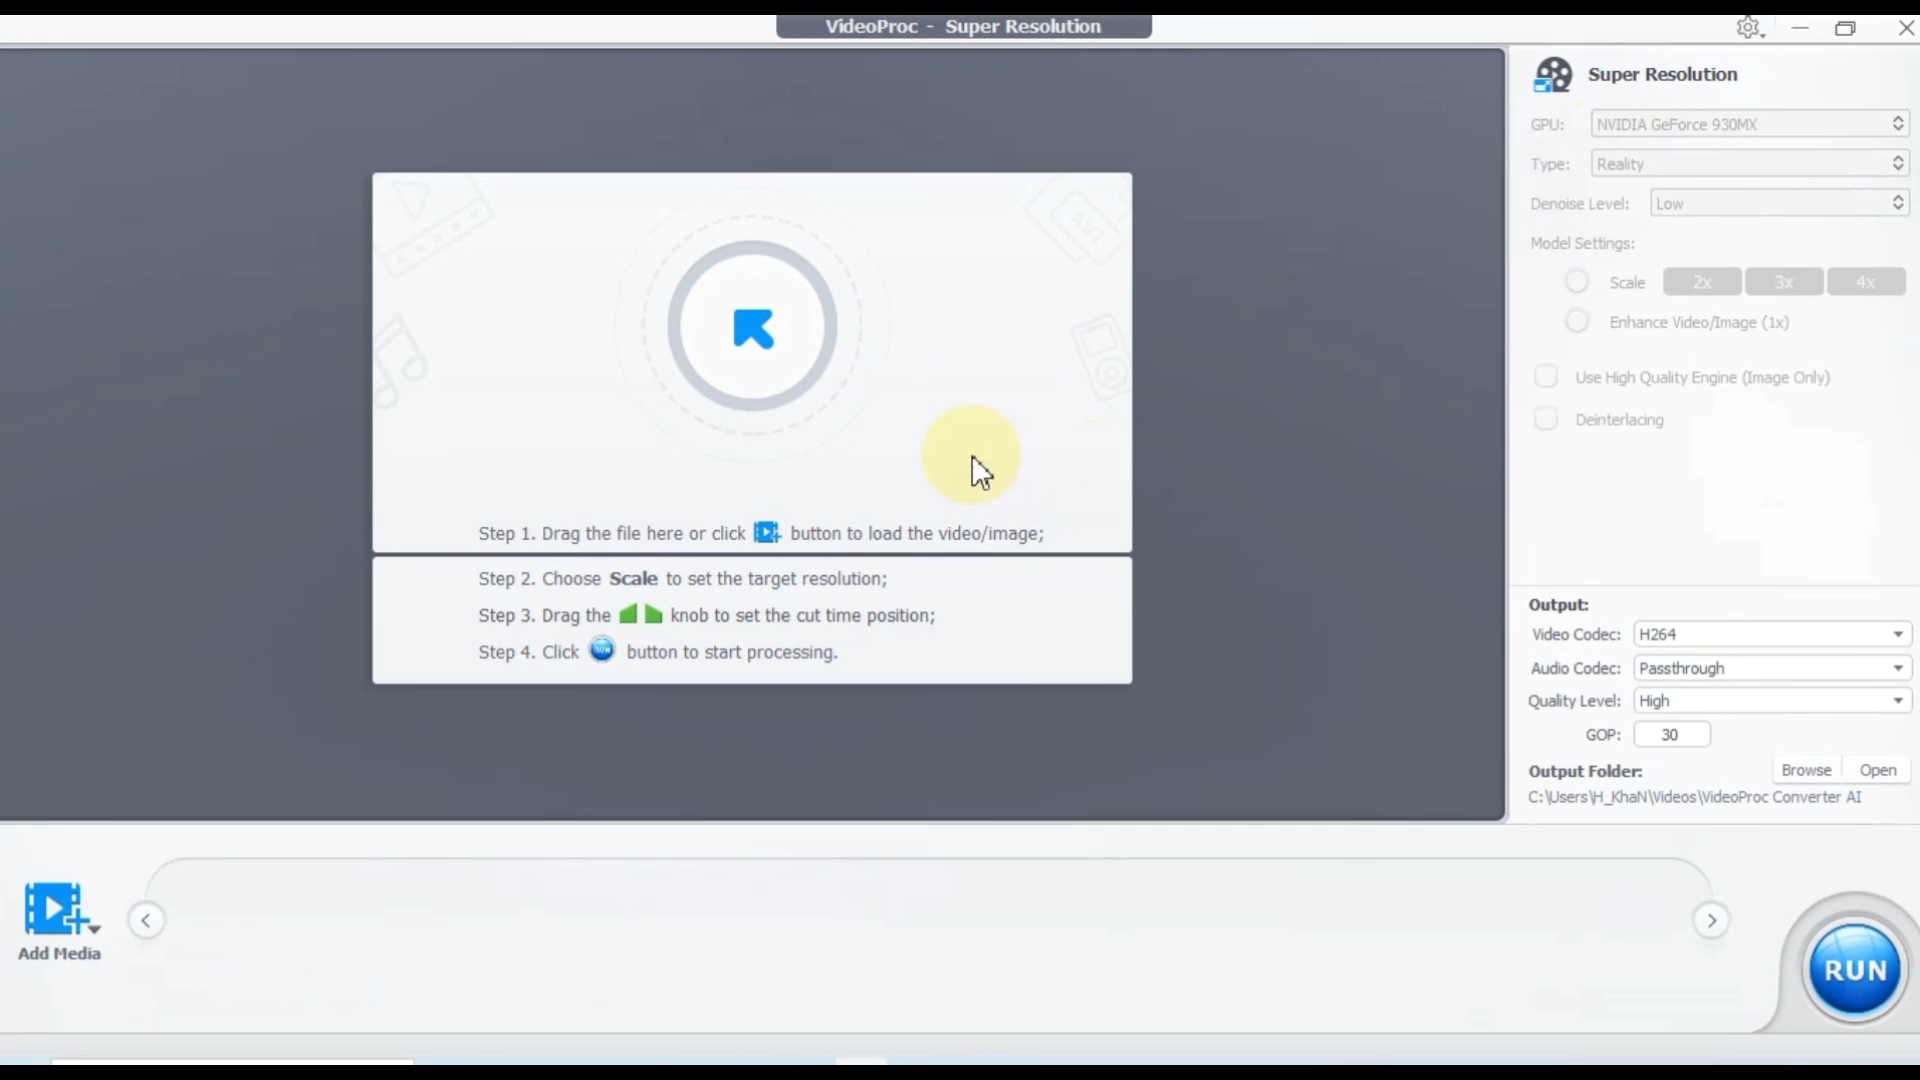 VideoProc - Super Resolution
Super Resolution
GPU: NVIDIA GeForce 930MX
Type: Reality
Denoise Level: Low
Model Settings:
Scale 2x 3x 4x
Enhance Video/Image (1x)
Use High Quality Engine (Image Only)
Deinterlacing
AVI
Step 1. Drag the file here or click button to load the video/image;
Step 2. Choose Scale to set the target resolution;
Step 3. Drag the knob to set the cut time position;
Step 4. Click RUN button to start processing.
Output:
Video Codec: H264
Audio Codec: Passthrough
Quality Level: High
GOP: 30
Output Folder: Browse Open
C:\Users\H_KhaN\Videos\VideoProc Converter AI
Add Media
RUN